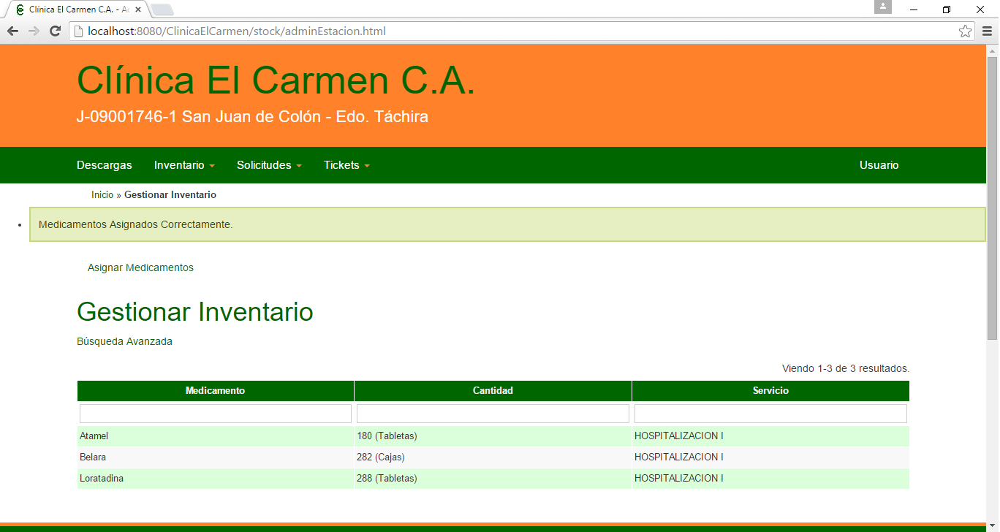 Clínica El Carmen C.A. - Ac
localhost:8080/ClinicaElCarmen/stock/adminEstacion.html
Clínica El Carmen C.A.
J-09001746-1 San Juan de Colón - Edo. Táchira
Descargas Inventario Solicitudes Tickets Usuario
Inicio » Gestionar Inventario
Medicamentos Asignados Correctamente.
Asignar Medicamentos
Gestionar Inventario
Búsqueda Avanzada
Viendo 1-3 de 3 resultados.
Medicamento Cantidad Servicio
Atamel 180 (Tabletas) HOSPITALIZACION I
Belara 282 (Cajas) HOSPITALIZACION I
Loratadina 288 (Tabletas) HOSPITALIZACION I